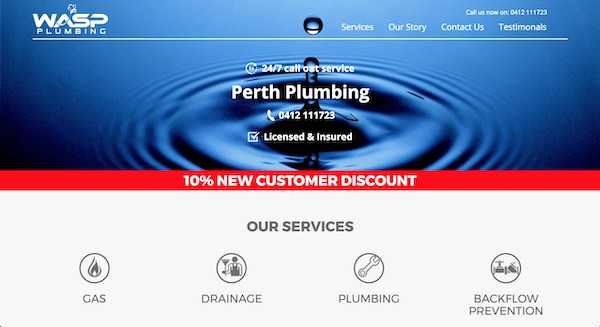 WASP
PLUMBING
Call us now on: 0412 111723
Services Our Story Contact Us Testimonals
24/7 call out service
Perth Plumbing
0412 111723
Licensed & Insured
10% NEW CUSTOMER DISCOUNT
OUR SERVICES
GAS DRAINAGE PLUMBING BACKFLOW
PREVENTION